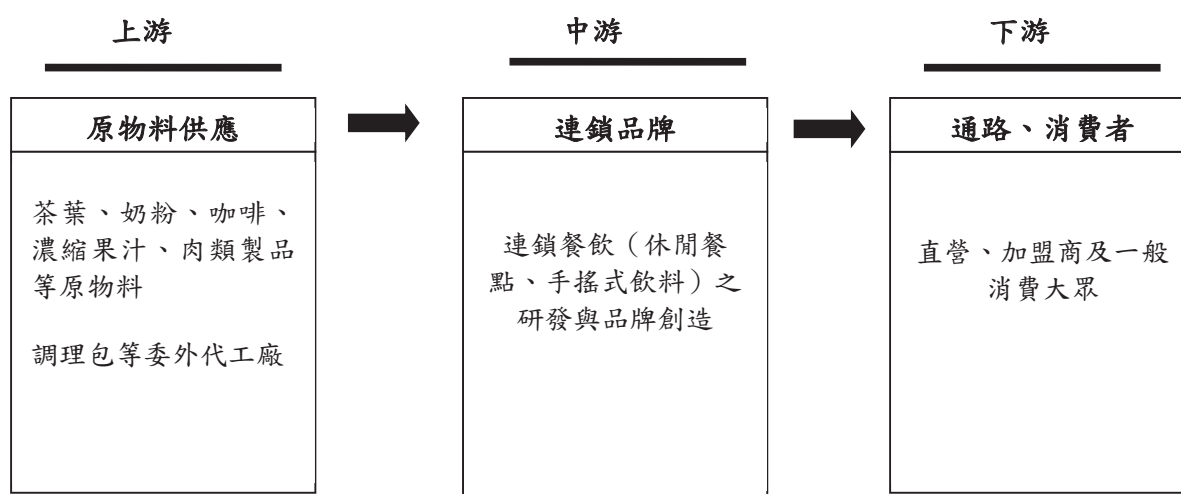 上游
原物料供應
茶葉、奶粉、咖啡、
濃縮果汁、肉類製品
等原物料
調理包等委外代工廠
中游
連鎖品牌
連鎖餐飲（休閒餐
點、手搖式飲料）之
研發與品牌創造
下游
通路、消費者
直營、加盟商及一般
消費大眾